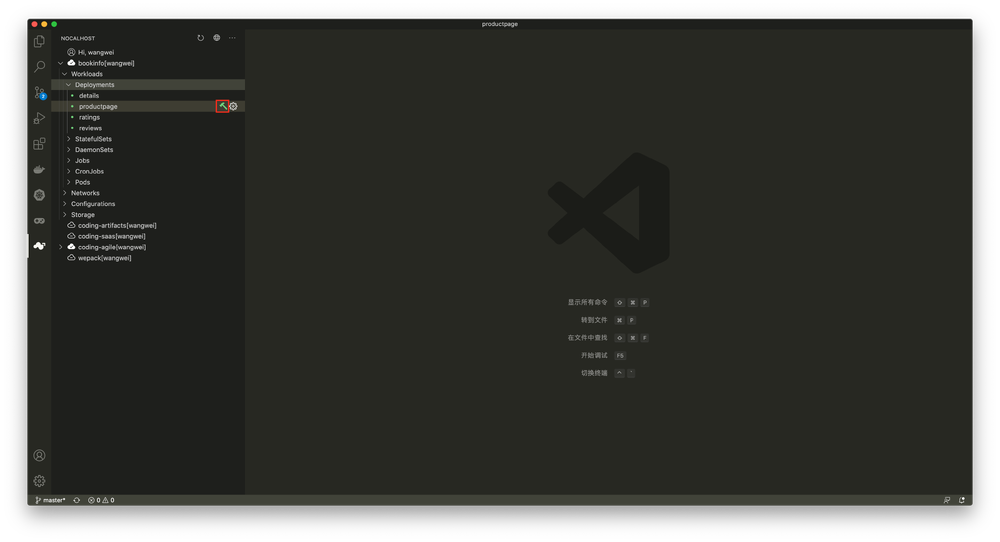 productpage
NOCALHOST
Hi, wangwei
bookinfo[wangwei]
Workloads
Deployments
details
productpage
ratings
reviews
StatefulSets
DaemonSets
Jobs
CronJobs
Pods
Networks
Configurations
Storage
coding-artifacts[wangwei]
coding-saas[wangwei]
coding-agile[wangwei]
wepack[wangwei]
2
显示所有命令 ⇧ ⌘ P
转到文件 ⌘ P
在文件中查找 ⇧ ⌘ F
开始调试 F5
切换终端 ^ `
master* 0 0